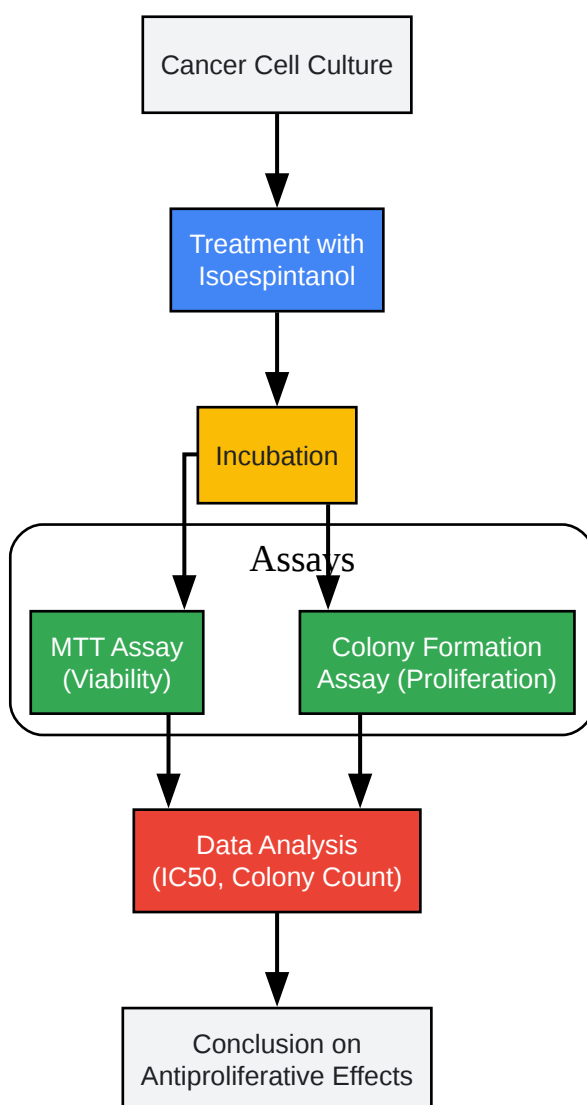 Cancer Cell Culture
Treatment with
Isoespintanol
Incubation
Assays
MTT Assay
(Viability)
Colony Formation
Assay (Proliferation)
Data Analysis
(IC50, Colony Count)
Conclusion on
Antiproliferative Effects